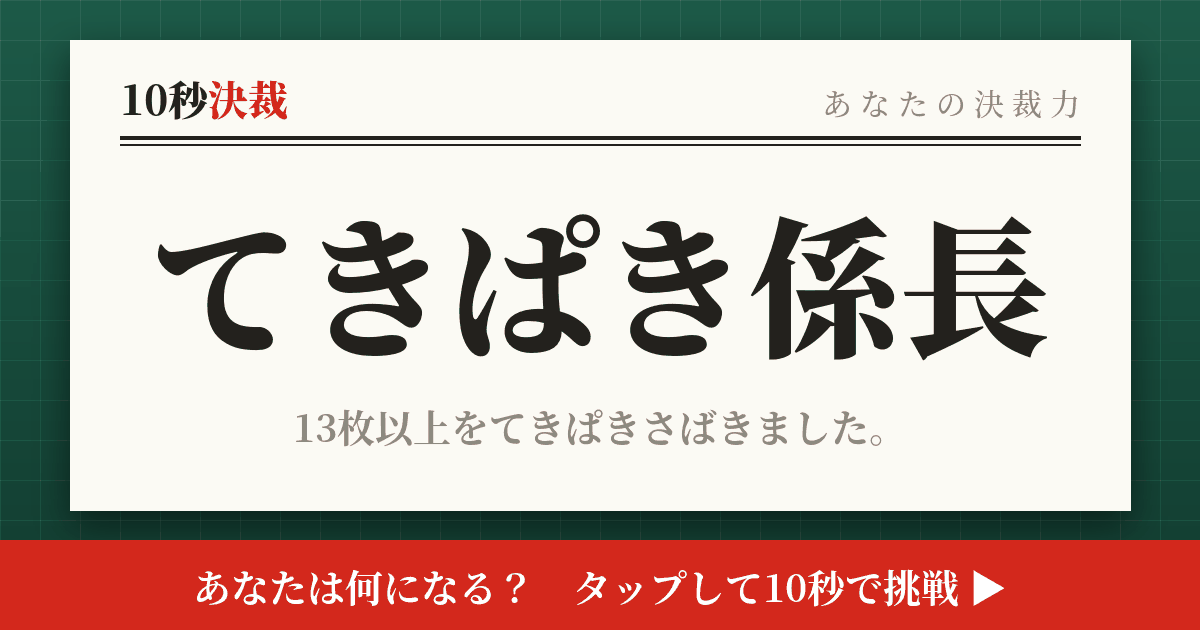 10秒決裁
あなたの決裁力
てきぱき係長
13枚以上をてきぱきさばきました。
あなたは何になる？　タップして10秒で挑戦 ▶